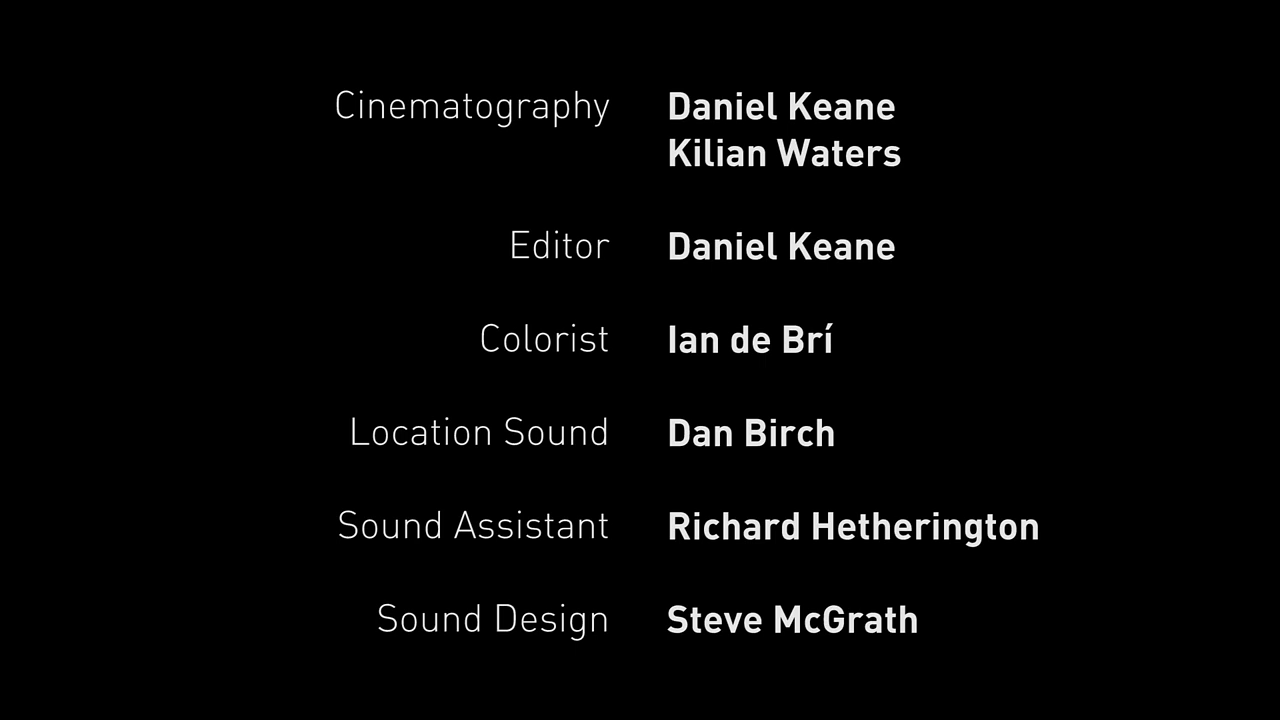 Cinematography Daniel Keane
Kilian Waters
Editor Daniel Keane
Colorist Ian de Brí
Location Sound Dan Birch
Sound Assistant Richard Hetherington
Sound Design Steve McGrath